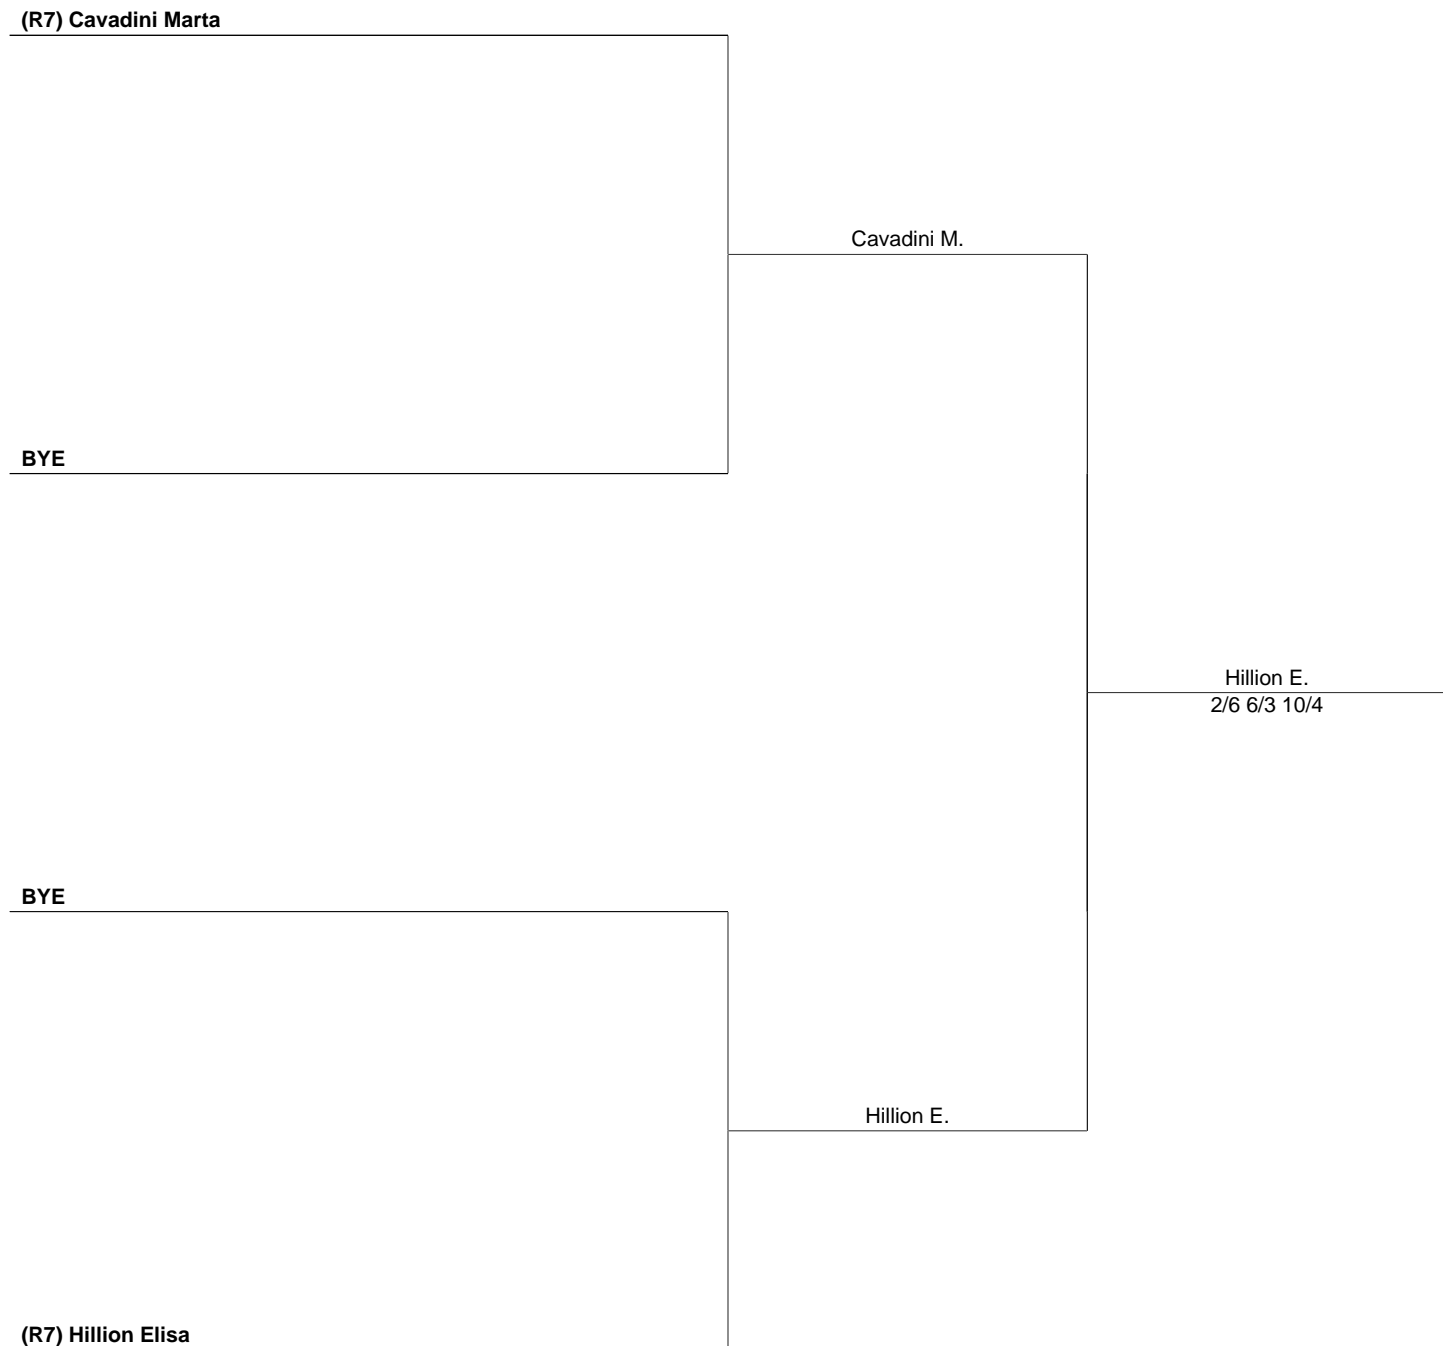 (R7) Cavadini Marta
Cavadini M.
BYE
Hillion E.
2/6 6/3 10/4
BYE
Hillion E.
(R7) Hillion Elisa